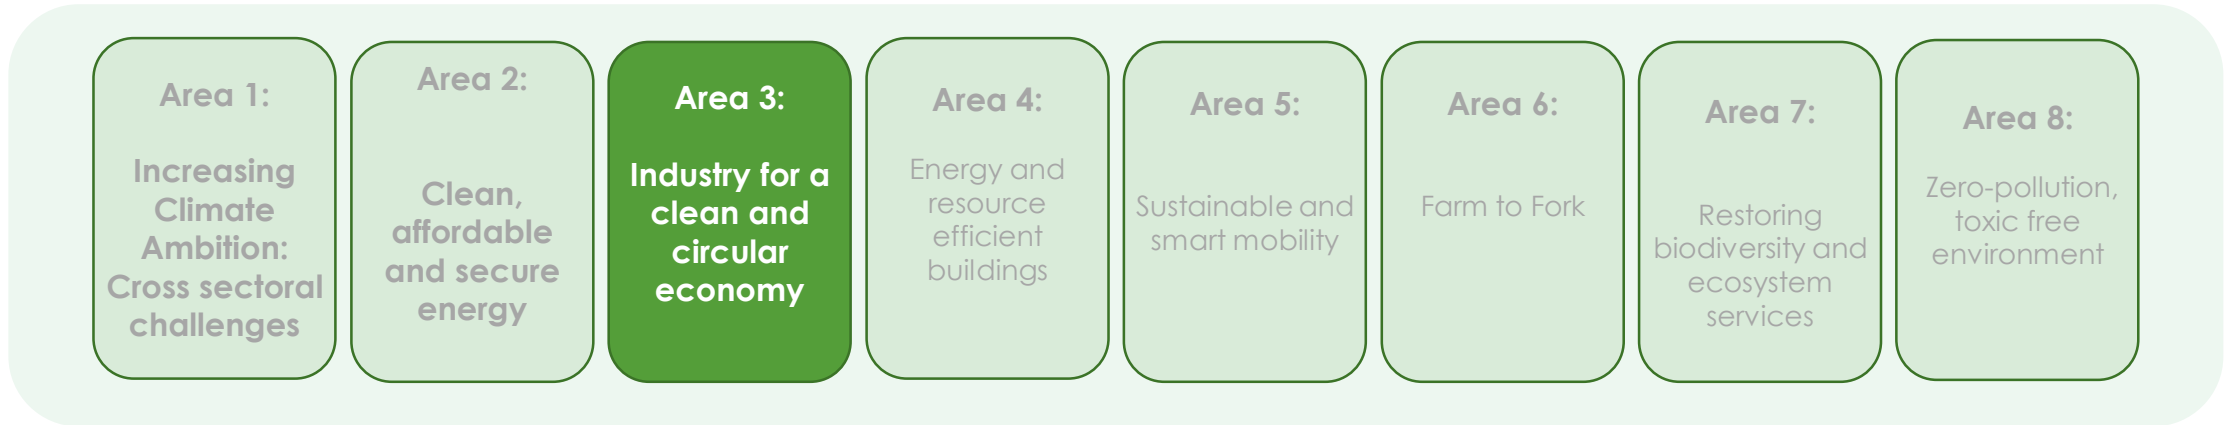 Area 1:
Increasing
Climate
Ambition:
Cross sectoral
challenges
Area 2:
Clean,
affordable
and secure
energy
Area 3:
Industry for a
clean and
circular
economy
Area 4:
Energy and
resource
efficient
buildings
Area 5:
Sustainable and
smart mobility
Area 6:
Farm to Fork
Area 7:
Restoring
biodiversity and
ecosystem
services
Area 8:
Zero-pollution,
toxic free
environment